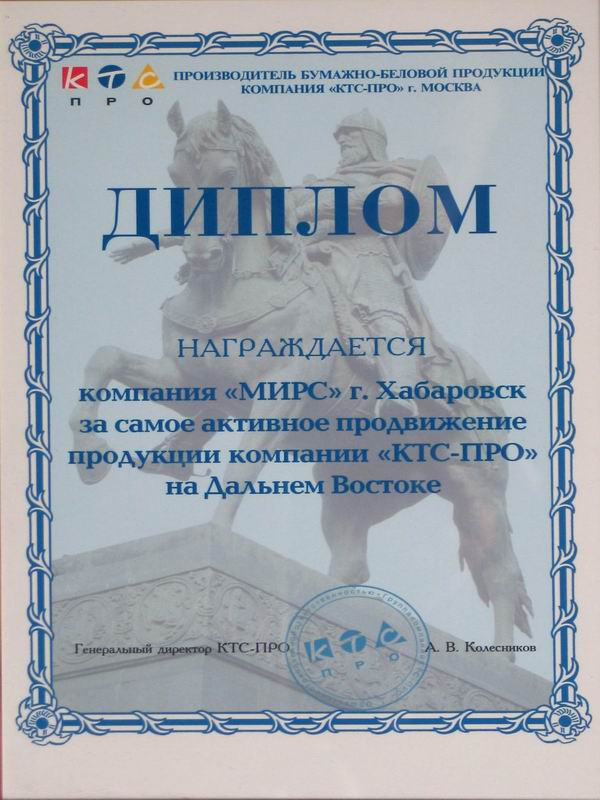 КТС
ПРО
ПРОИЗВОДИТЕЛЬ БУМАЖНО-БЕЛОВОЙ ПРОДУКЦИИ
КОМПАНИЯ «КТС-ПРО» г. МОСКВА
ДИПЛОМ
НАГРАЖДАЕТСЯ
компания «МИРС» г. Хабаровск
за самое активное продвижение
продукции компании «КТС-ПРО»
на Дальнем Востоке
Генеральный директор КТС-ПРО
А. В. Колесников
КТС
ПРО